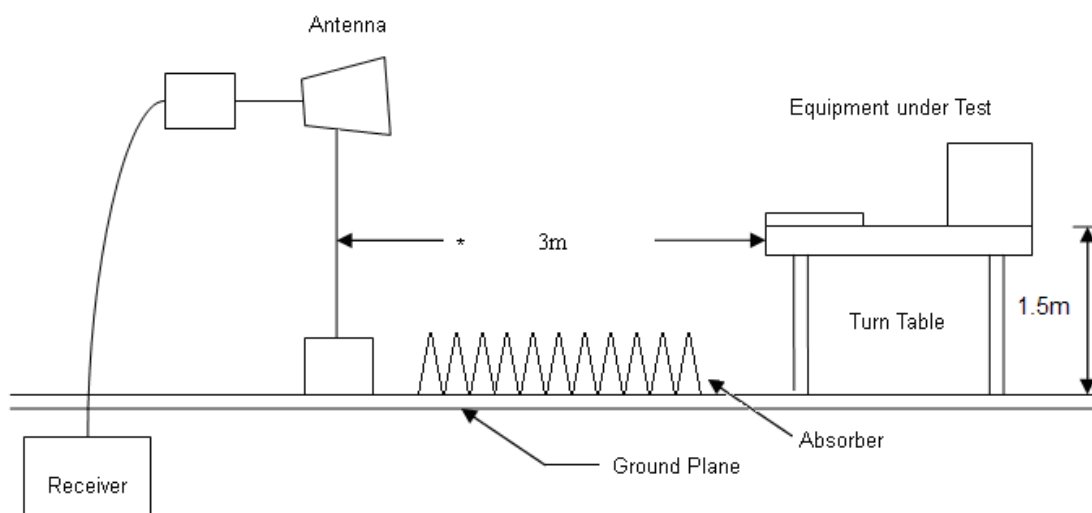 Antenna
Equipment under Test
* 3m
1.5m
Turn Table
Absorber
Ground Plane
Receiver